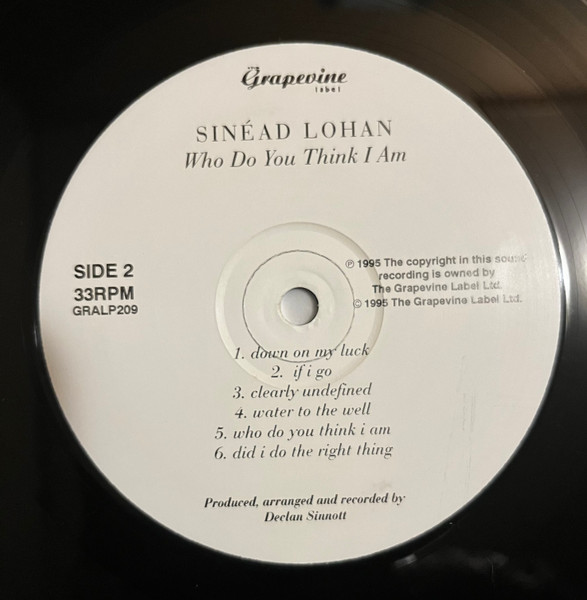 the
Grapevine
label
SINÉAD LOHAN
Who Do You Think I Am
SIDE 2
33RPM
GRALP209
℗ 1995 The copyright in this sound
recording is owned by
The Grapevine Label Ltd.
© 1995 The Grapevine Label Ltd.
1. down on my luck
2. if i go
3. clearly undefined
4. water to the well
5. who do you think i am
6. did i do the right thing
Produced, arranged and recorded by
Declan Sinnott